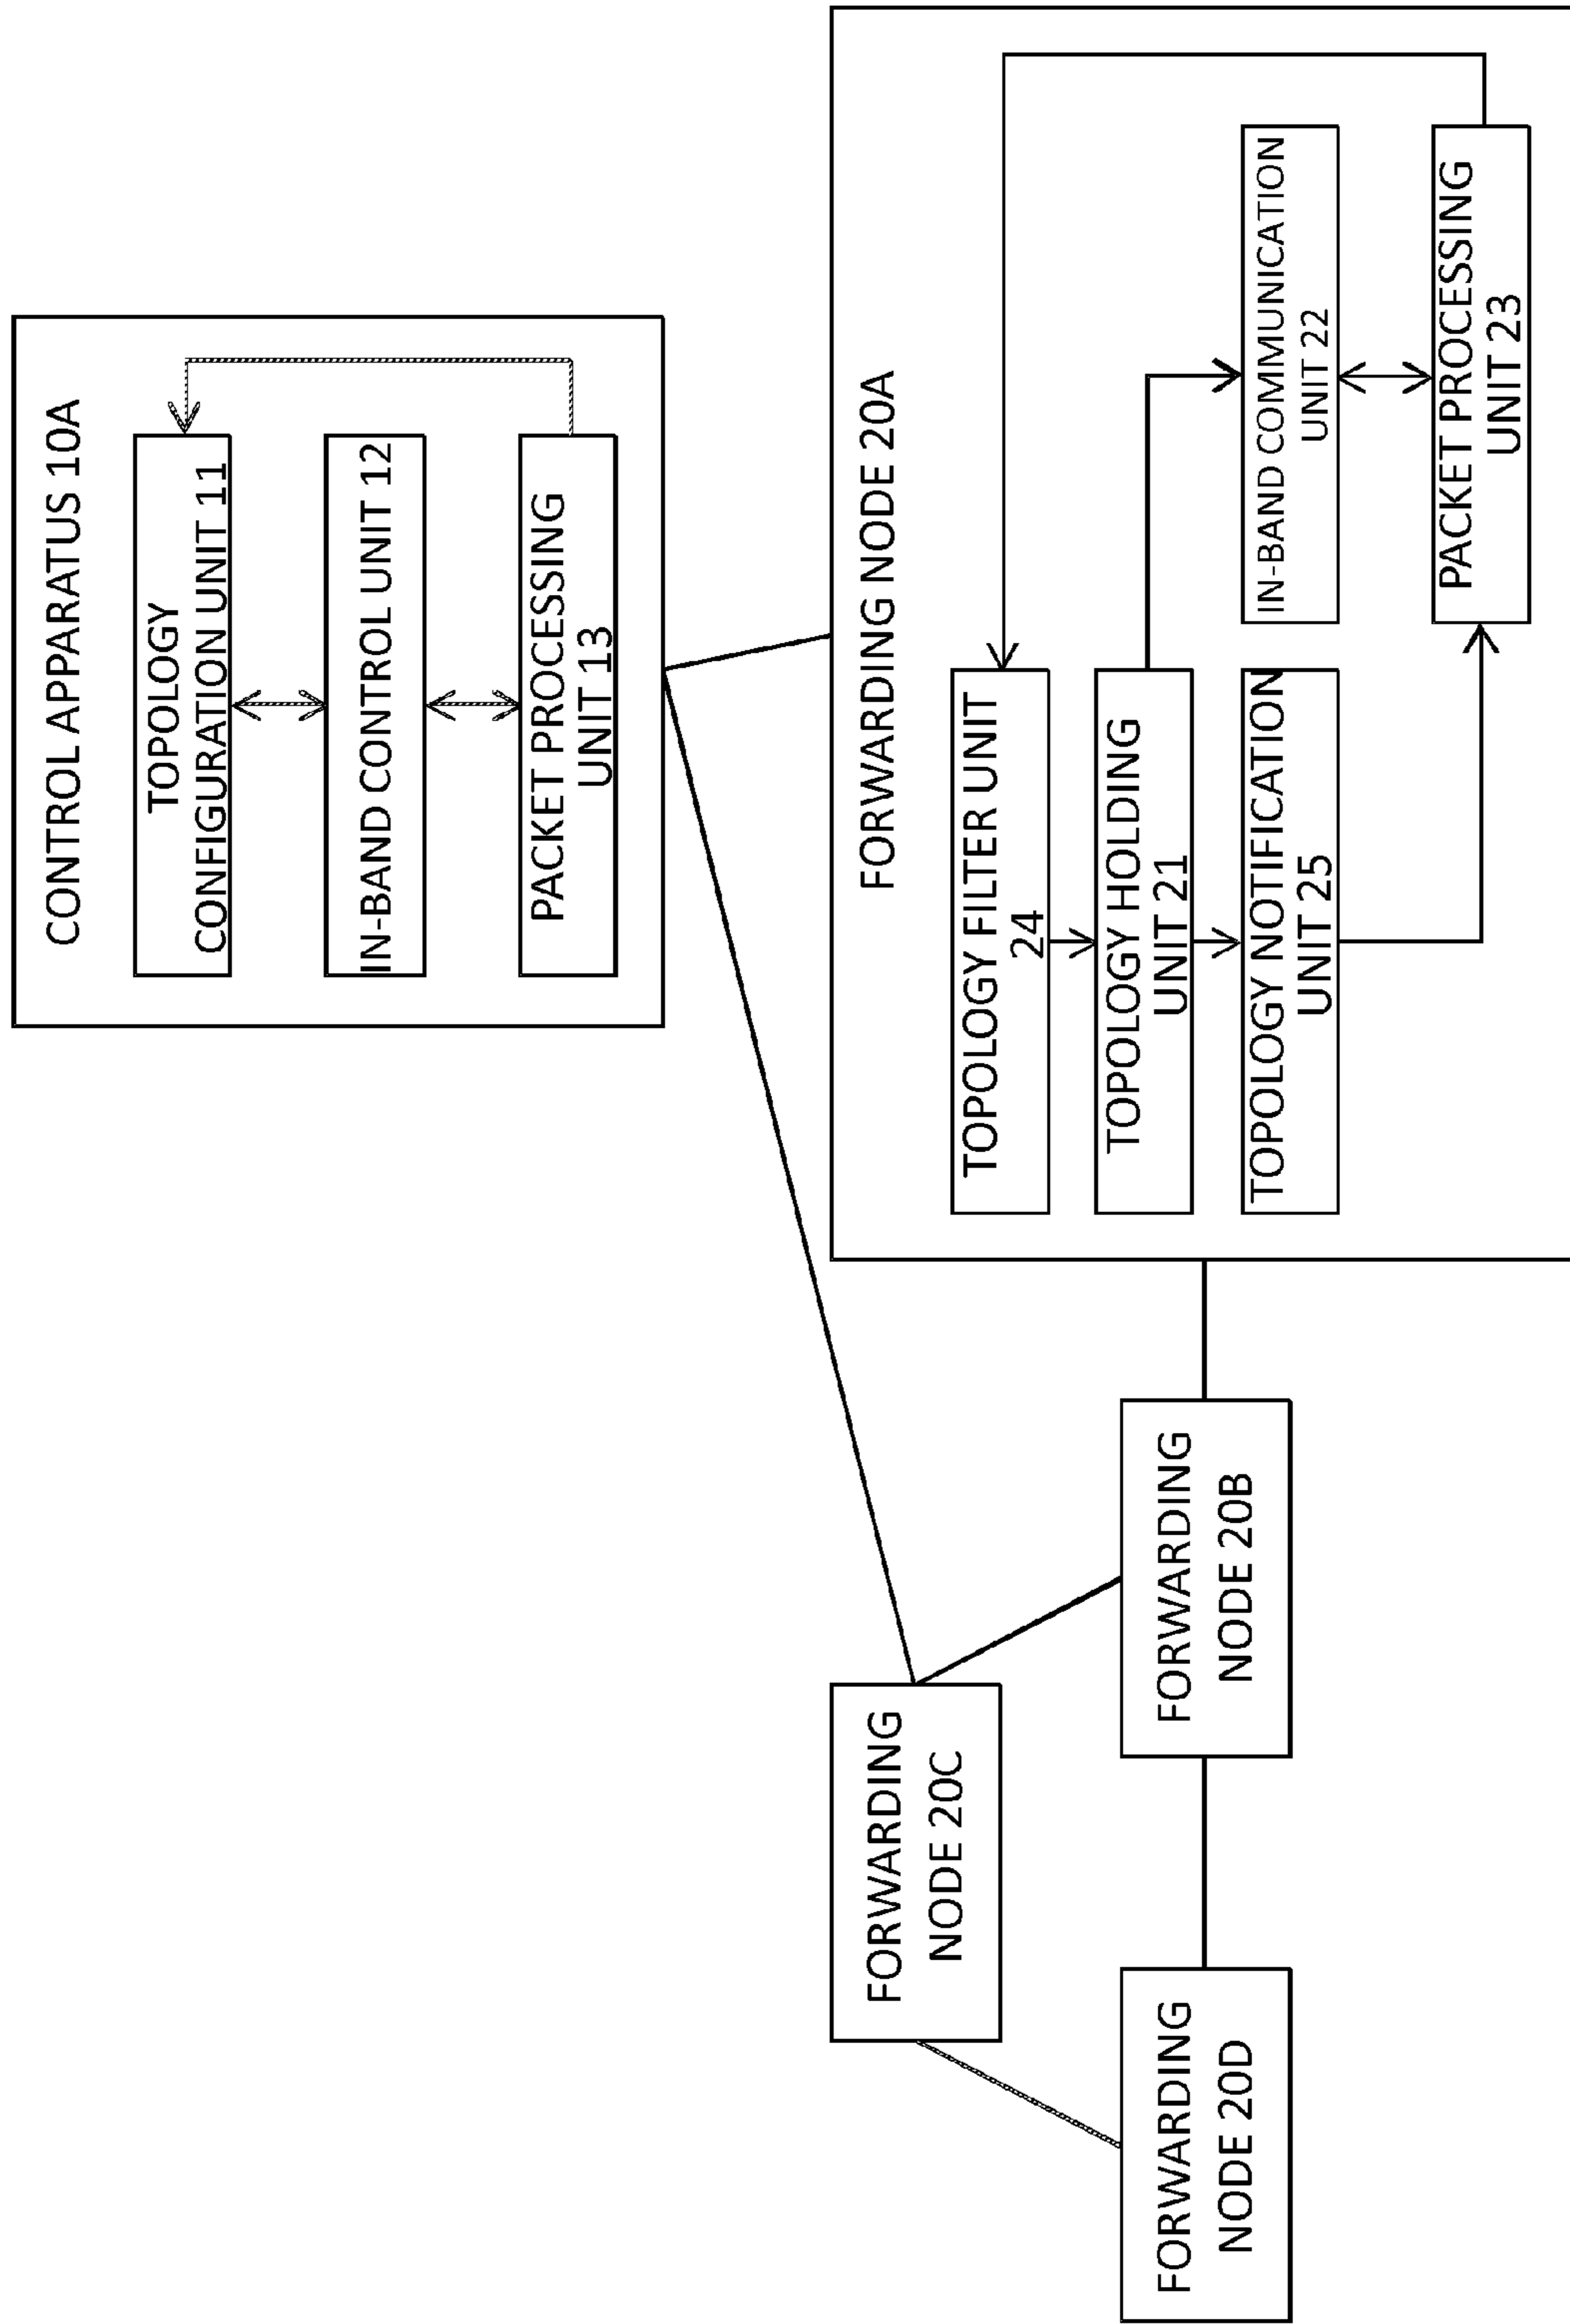 CONTROL APPARATUS 10A
TOPOLOGY
CONFIGURATION UNIT 11
IN-BAND CONTROL UNIT 12
PACKET PROCESSING
UNIT 13
FORWARDING NODE 20A
TOPOLOGY FILTER UNIT
24
TOPOLOGY HOLDING
UNIT 21
TOPOLOGY NOTIFICATION
UNIT 25
IN-BAND COMMUNICATION
UNIT 22
PACKET PROCESSING
UNIT 23
FORWARDING
NODE 20C
FORWARDING
NODE 20B
FORWARDING
NODE 20D